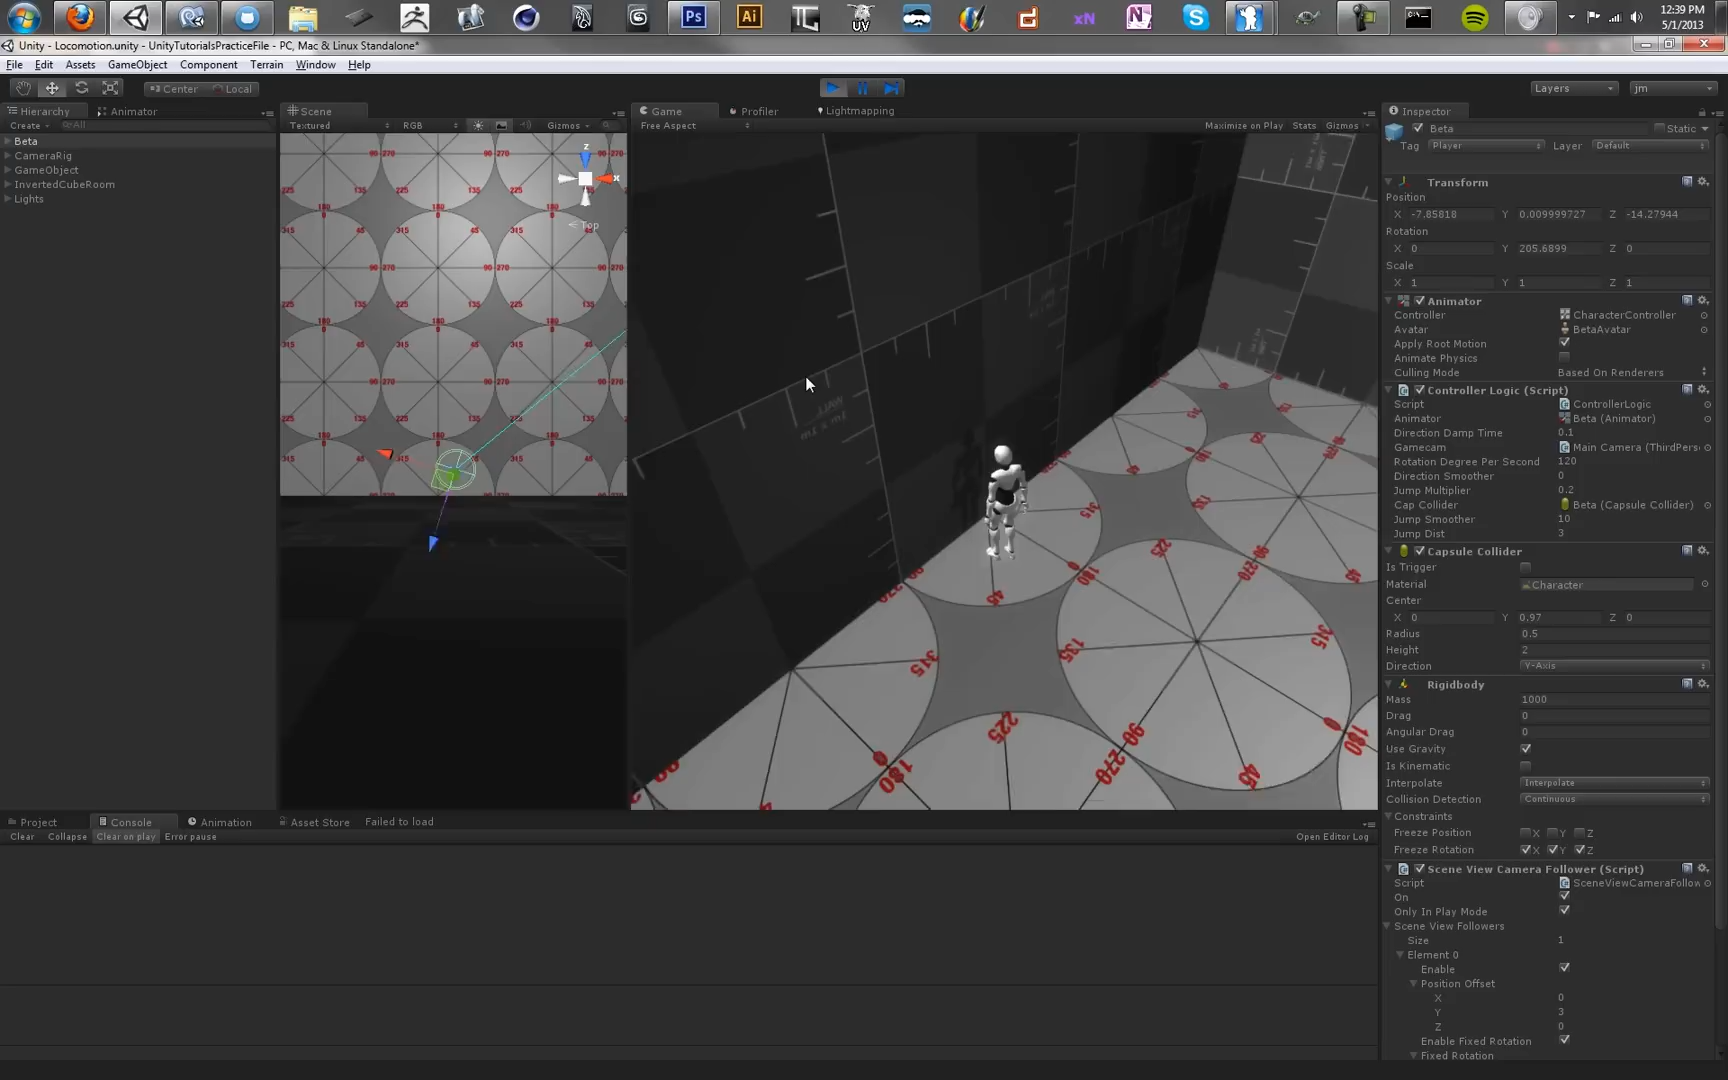 12:39 PM
5/1/2013
Unity - Locomotion.unity - UnityTutorialsPracticeFile - PC, Mac & Linux Standalone*
File Edit Assets GameObject Component Terrain Window Help
Center Local Layers jm
Hierarchy Animator
Create All
Beta
CameraRig
GameObject
InvertedCubeRoom
Lights
Scene
Textured RGB Gizmos
z
x
Top
Game Profiler Lightmapping
Free Aspect Maximize on Play Stats Gizmos
Inspector
Beta Static
Tag Player Layer Default
Transform
Position
X -7.85818 Y 0.009999727 Z -14.27944
Rotation
X 0 Y 205.6899 Z 0
Scale
X 1 Y 1 Z 1
Animator
Controller CharacterController
Avatar BetaAvatar
Apply Root Motion
Animate Physics
Culling Mode Based On Renderers
Controller Logic (Script)
Script ControllerLogic
Animator Beta (Animator)
Direction Damp Time 0.1
Gamecam Main Camera (ThirdPers
Rotation Degree Per Second 120
Direction Smoother 0
Jump Multiplier 0.2
Cap Collider Beta (Capsule Collider)
Jump Smoother 10
Jump Dist 3
Capsule Collider
Is Trigger
Material Character
Center
X 0 Y 0.97 Z 0
Radius 0.5
Height 2
Direction Y-Axis
Rigidbody
Mass 1000
Drag 0
Angular Drag 0
Use Gravity
Is Kinematic
Interpolate Interpolate
Collision Detection Continuous
Constraints
Freeze Position X Y Z
Freeze Rotation X Y Z
Scene View Camera Follower (Script)
Script SceneViewCameraFollow
On
Only In Play Mode
Scene View Followers
Size 1
Element 0
Enable
Position Offset
X 0
Y 3
Z 0
Enable Fixed Rotation
Fixed Rotation
Project Console Animation Asset Store Failed to load
Clear Collapse Clear on play Error pause Open Editor Log